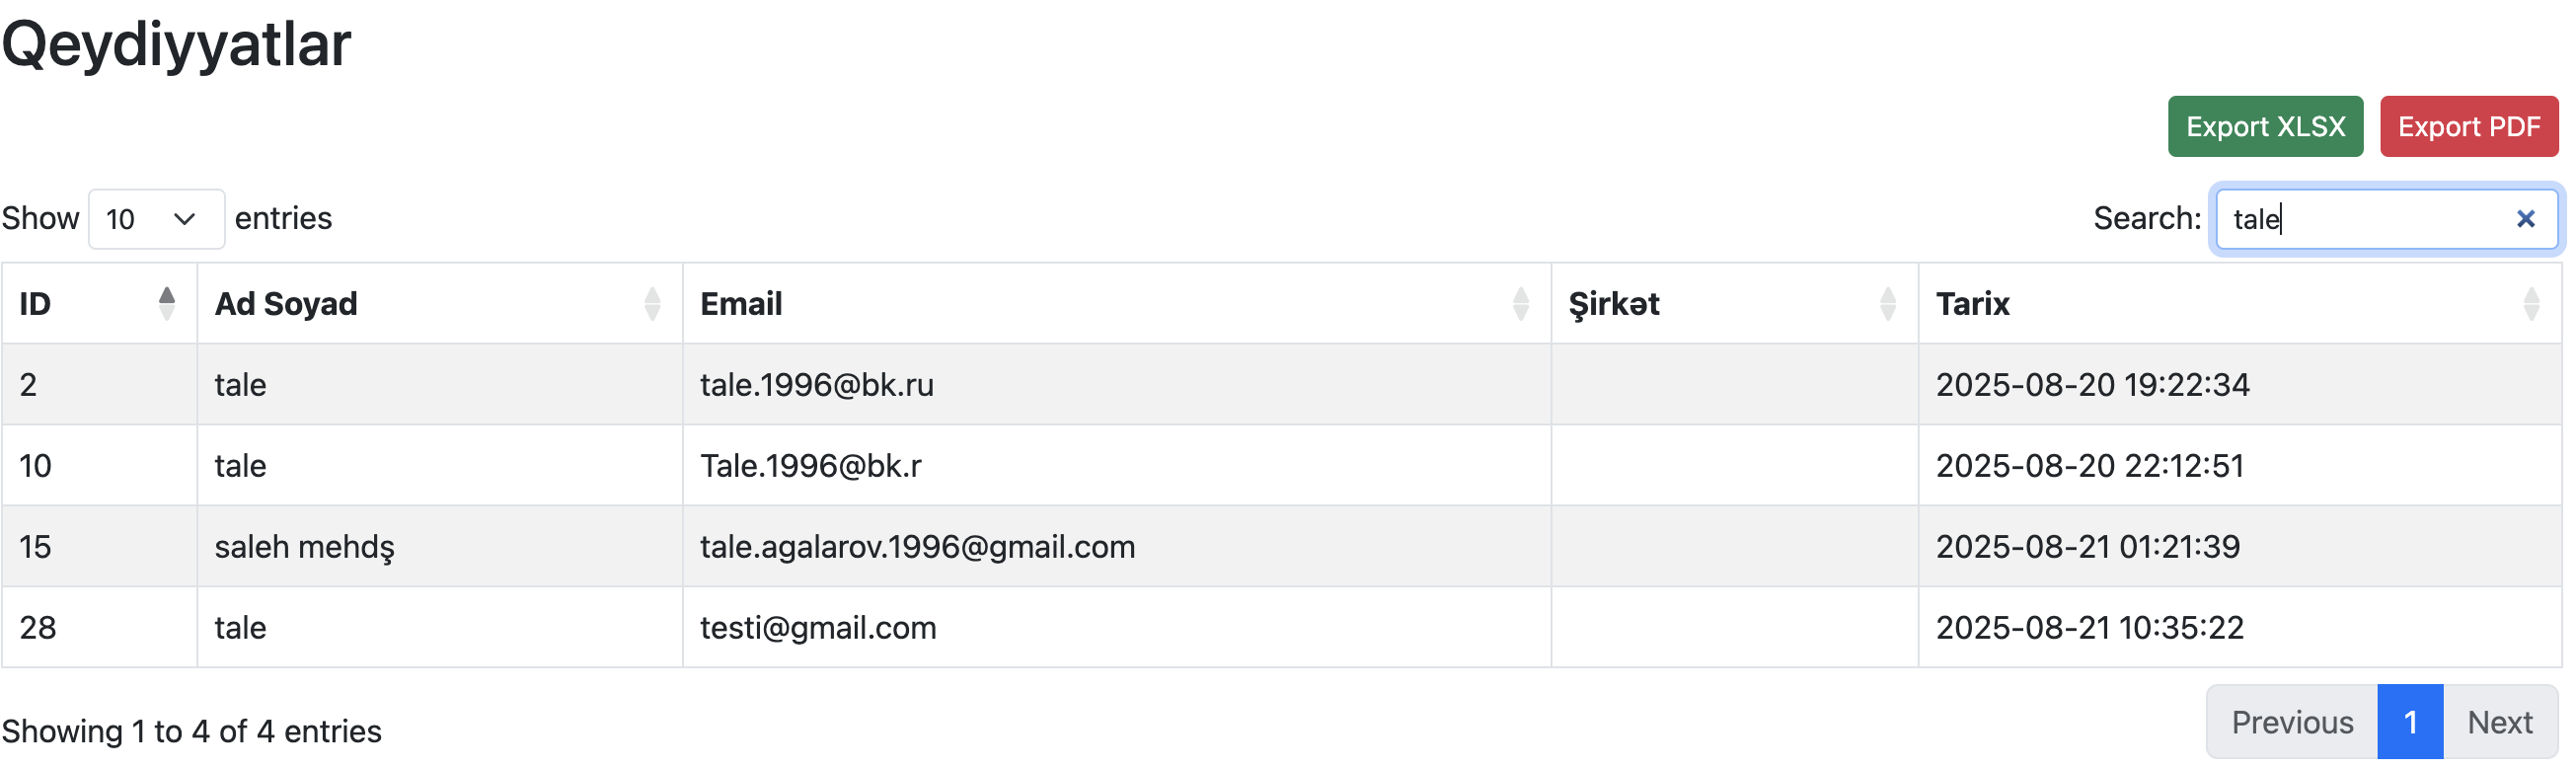 Qeydiyyatlar
Export XLSX Export PDF
Show 10 entries Search: tale
ID Ad Soyad Email Şirkət Tarix
2 tale tale.1996@bk.ru 2025-08-20 19:22:34
10 tale Tale.1996@bk.r 2025-08-20 22:12:51
15 saleh mehdş tale.agalarov.1996@gmail.com 2025-08-21 01:21:39
28 tale testi@gmail.com 2025-08-21 10:35:22
Showing 1 to 4 of 4 entries Previous 1 Next